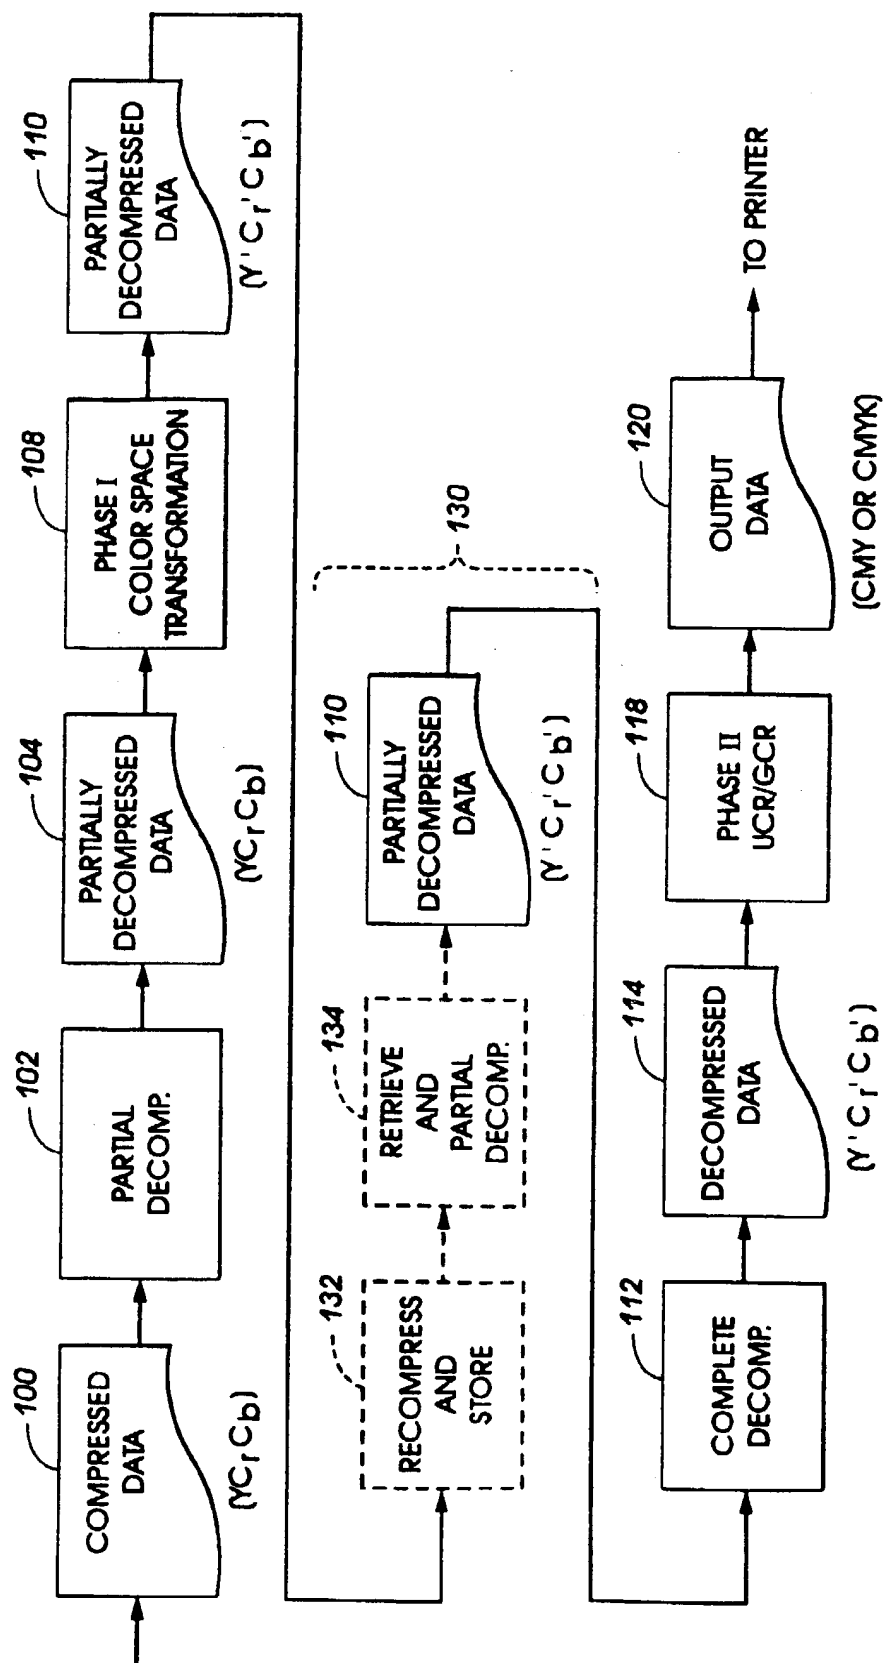 100
COMPRESSED
DATA
(YCrCb)
102
PARTIAL
DECOMP.
104
PARTIALLY
DECOMPRESSED
DATA
(YCrCb)
108
PHASE I
COLOR SPACE
TRANSFORMATION
110
PARTIALLY
DECOMPRESSED
DATA
(Y'Cr'Cb')
130
132
RECOMPRESS
AND
STORE
134
RETRIEVE
AND
PARTIAL
DECOMP.
110
PARTIALLY
DECOMPRESSED
DATA
(Y'Cr'Cb')
112
COMPLETE
DECOMP.
114
DECOMPRESSED
DATA
(Y'Cr'Cb')
118
PHASE II
UCR/GCR
120
OUTPUT
DATA
(CMY OR CMYK)
TO PRINTER